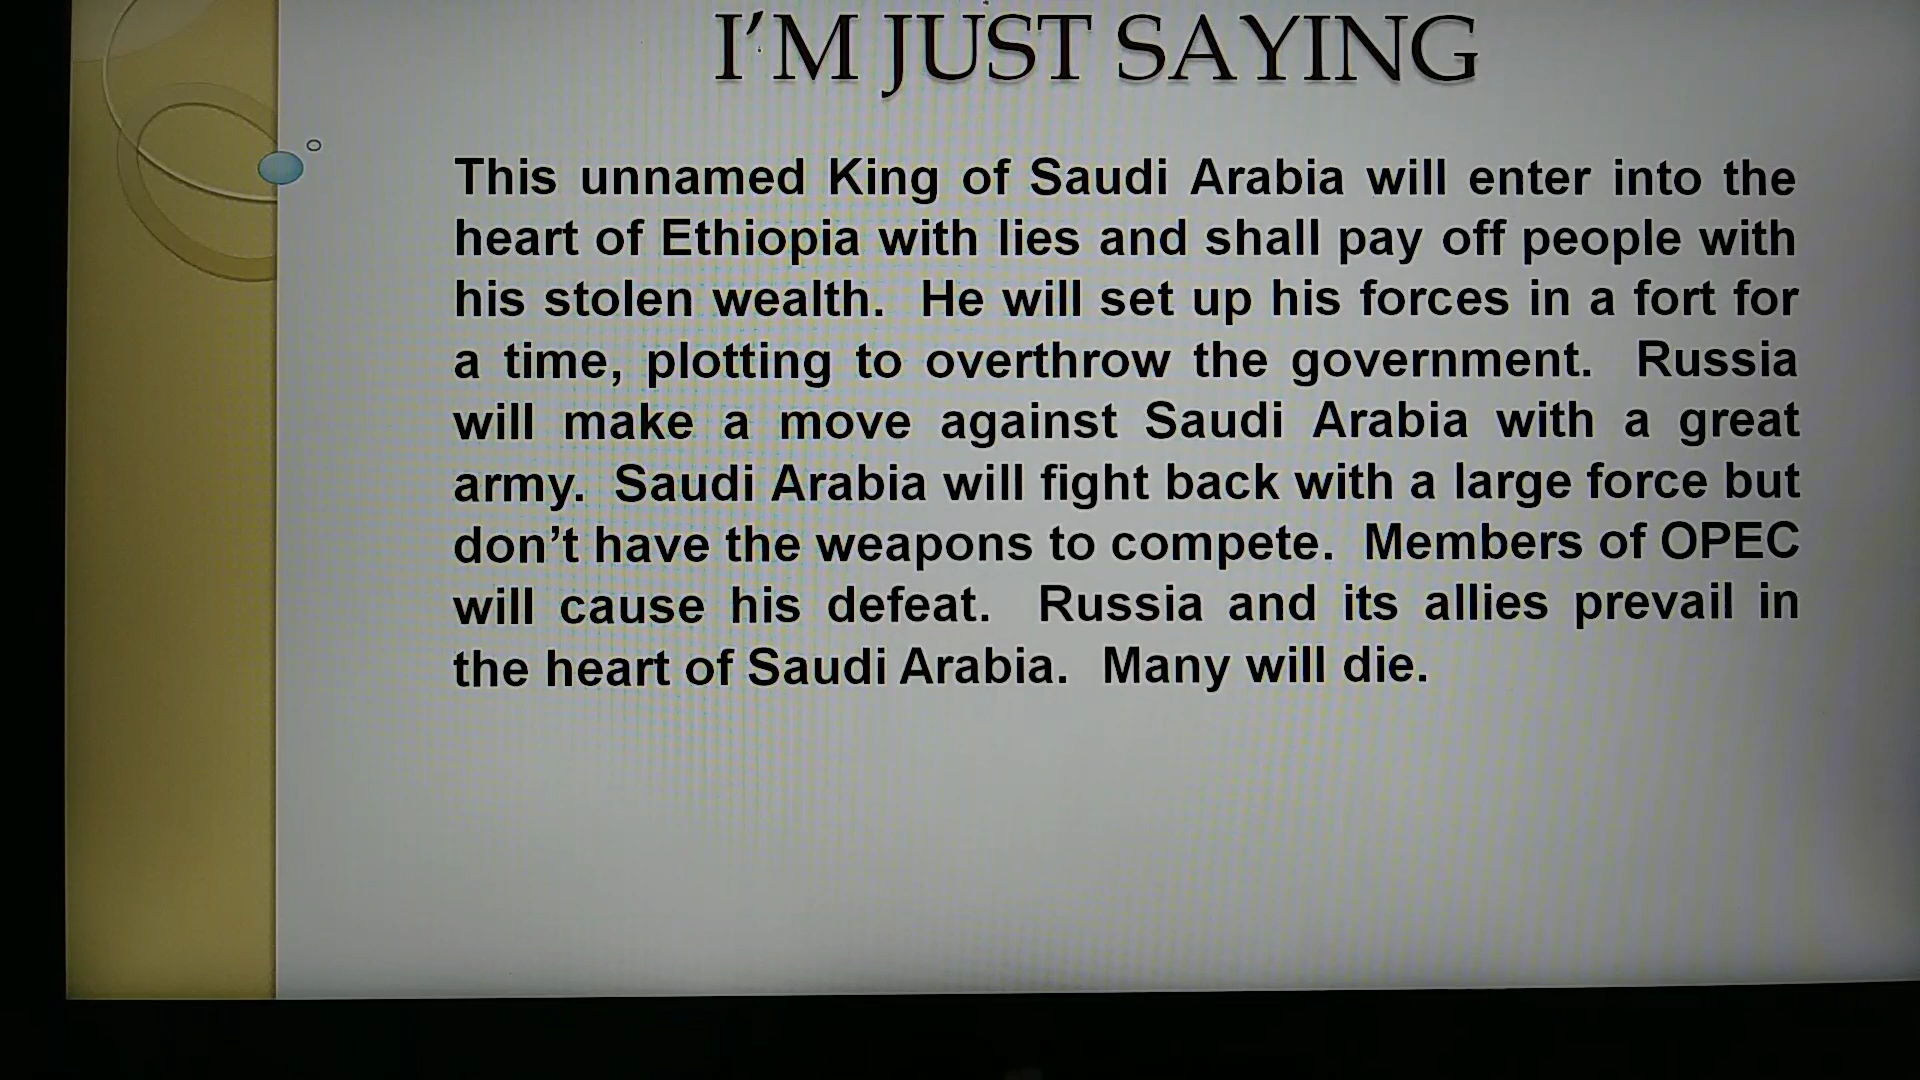 I’M JUST SAYING
This unnamed King of Saudi Arabia will enter into the
heart of Ethiopia with lies and shall pay off people with
his stolen wealth.  He will set up his forces in a fort for
a time, plotting to overthrow the government.  Russia
will make a move against Saudi Arabia with a great
army.  Saudi Arabia will fight back with a large force but
don’t have the weapons to compete.  Members of OPEC
will cause his defeat.  Russia and its allies prevail in
the heart of Saudi Arabia.  Many will die.